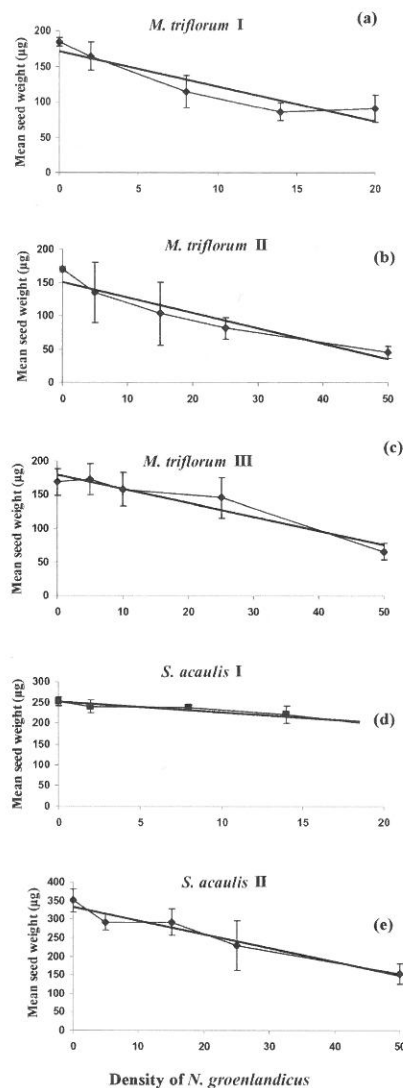 (a)
M. triflorum I
Mean seed weight (µg)
200
150
100
50
0
0 5 10 15 20
M. triflorum II
(b)
Mean seed weight (µg)
200
150
100
50
0
0 10 20 30 40 50
(c)
M. triflorum III
Mean seed weight (µg)
200
150
100
50
0
0 10 20 30 40 50
S. acaulis I
Mean seed weight (µg)
300
250
200
150
100
50
0
(d)
0 5 10 15 20
S. acaulis II
Mean seed weight (µg)
400
350
300
250
200
150
100
50
0
(e)
0 10 20 30 40 50
Density of N. groenlandicus